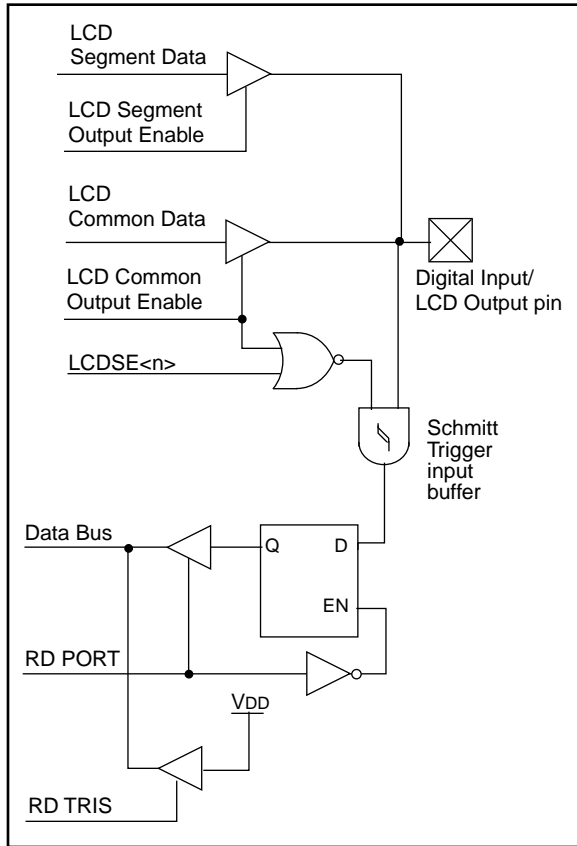 LCD
Segment Data
LCD Segment
Output Enable
LCD
Common Data
Digital Input/
LCD Output pin
LCD Common
Output Enable
LCDSE<n>
Schmitt
Trigger
input
buffer
Data Bus
Q
D
EN
RD PORT
VDD
RD TRIS